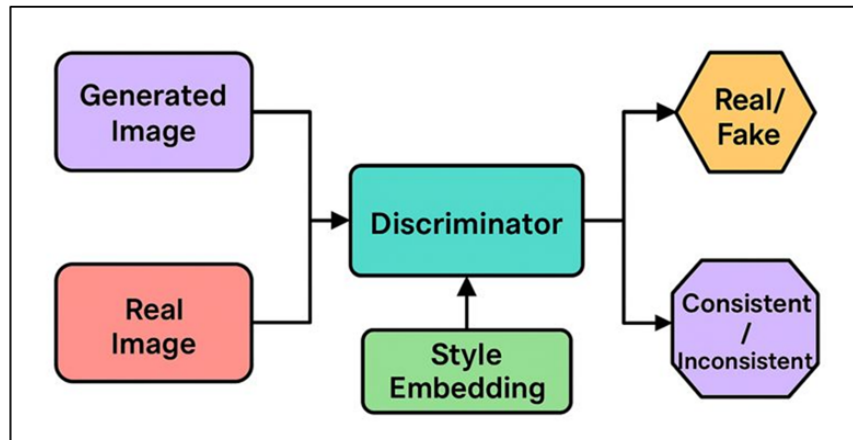 Generated
Image
Real
Image
Discriminator
Style
Embedding
Real/
Fake
Consistent
/
Inconsistent